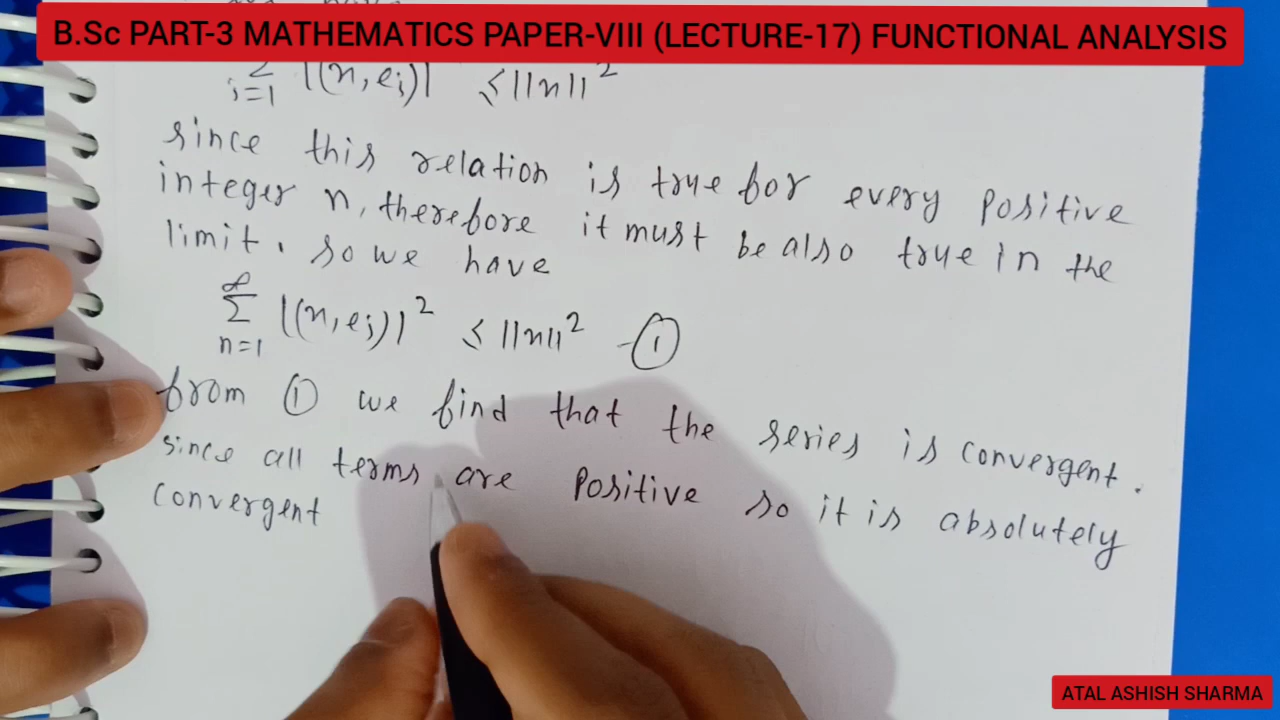 B.Sc PART-3 MATHEMATICS PAPER-VIII (LECTURE-17) FUNCTIONAL ANALYSIS
Σ i=1 |(x,ei)| ≤ ||x||²
since this relation is true for every positive
integer n, therefore it must be also true in the
limit. so we have
∞ Σ n=1 |(x,ei)|² ≤ ||x||² - ①
from ① we find that the series is convergent.
since all terms are positive so it is absolutely
convergent
ATAL ASHISH SHARMA